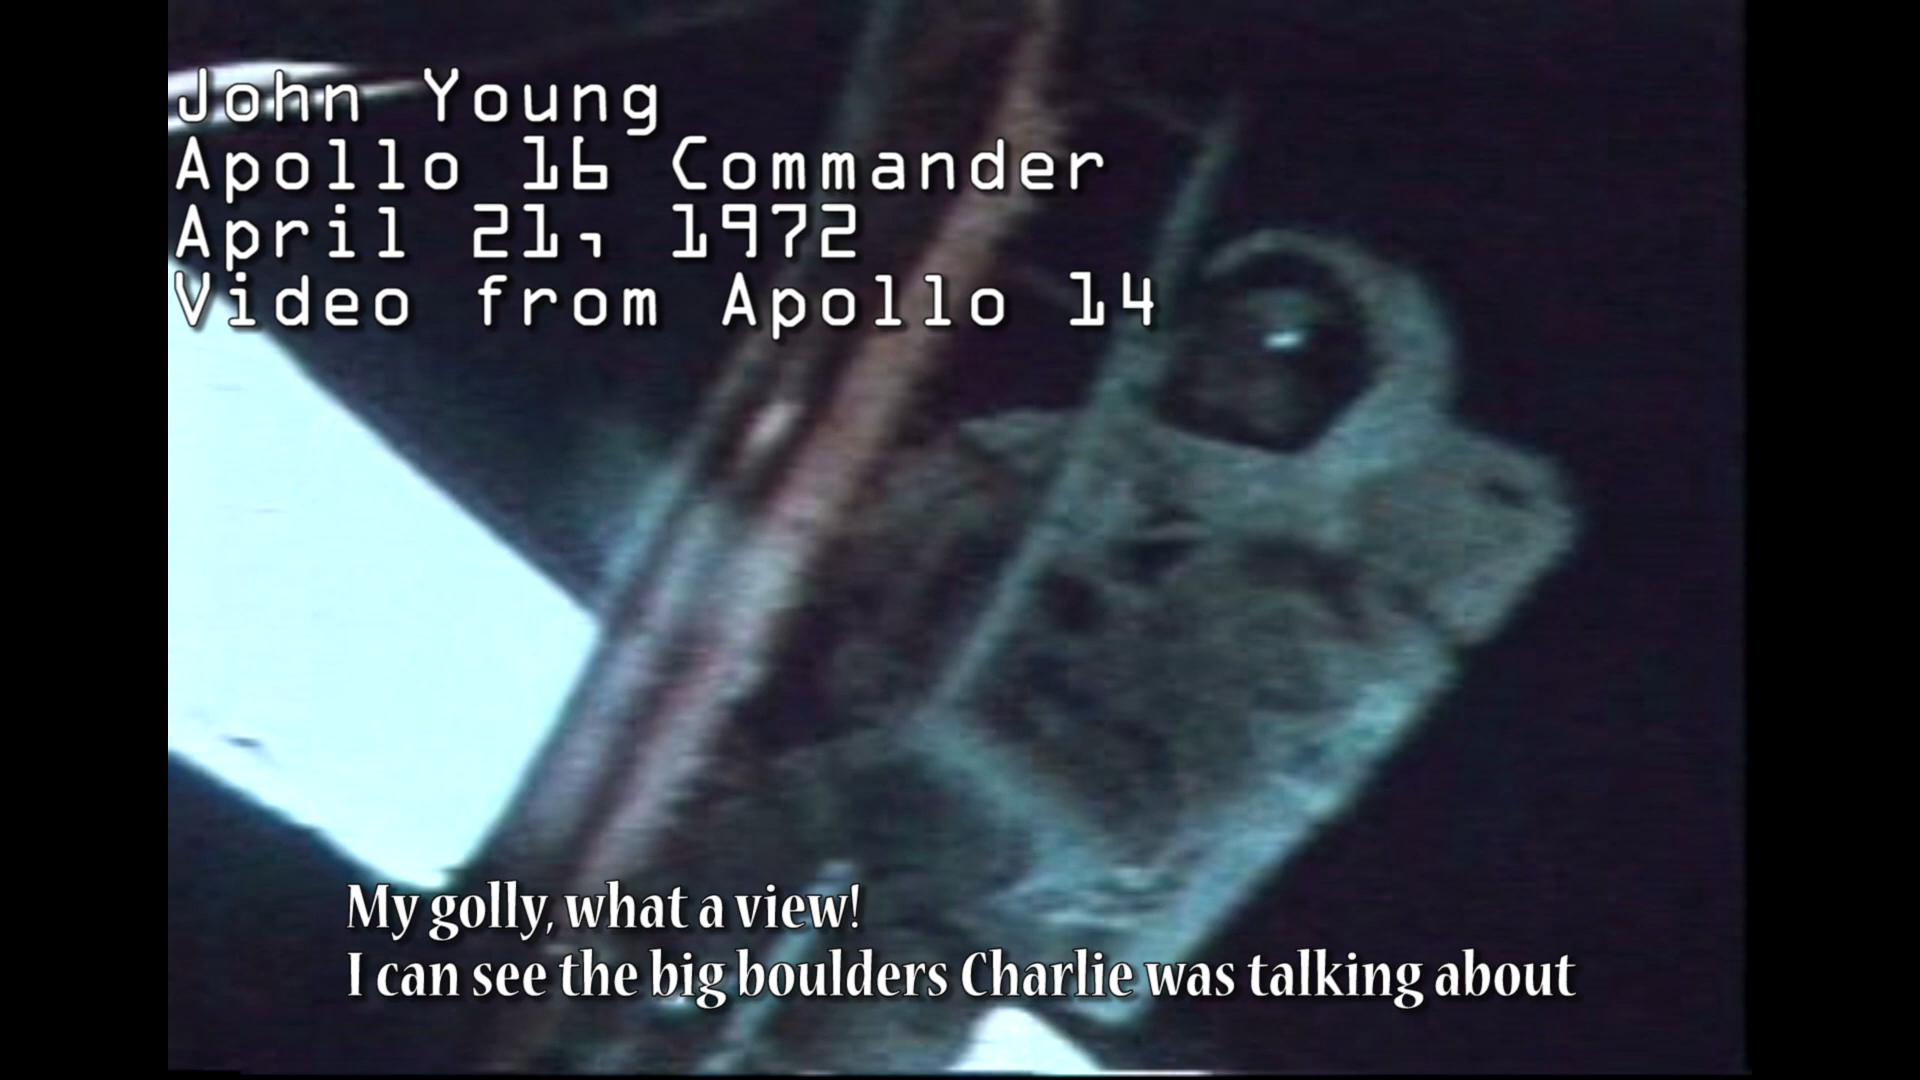 John Young
Apollo 16 Commander
April 21, 1972
Video from Apollo 14
My golly, what a view!
I can see the big boulders Charlie was talking about